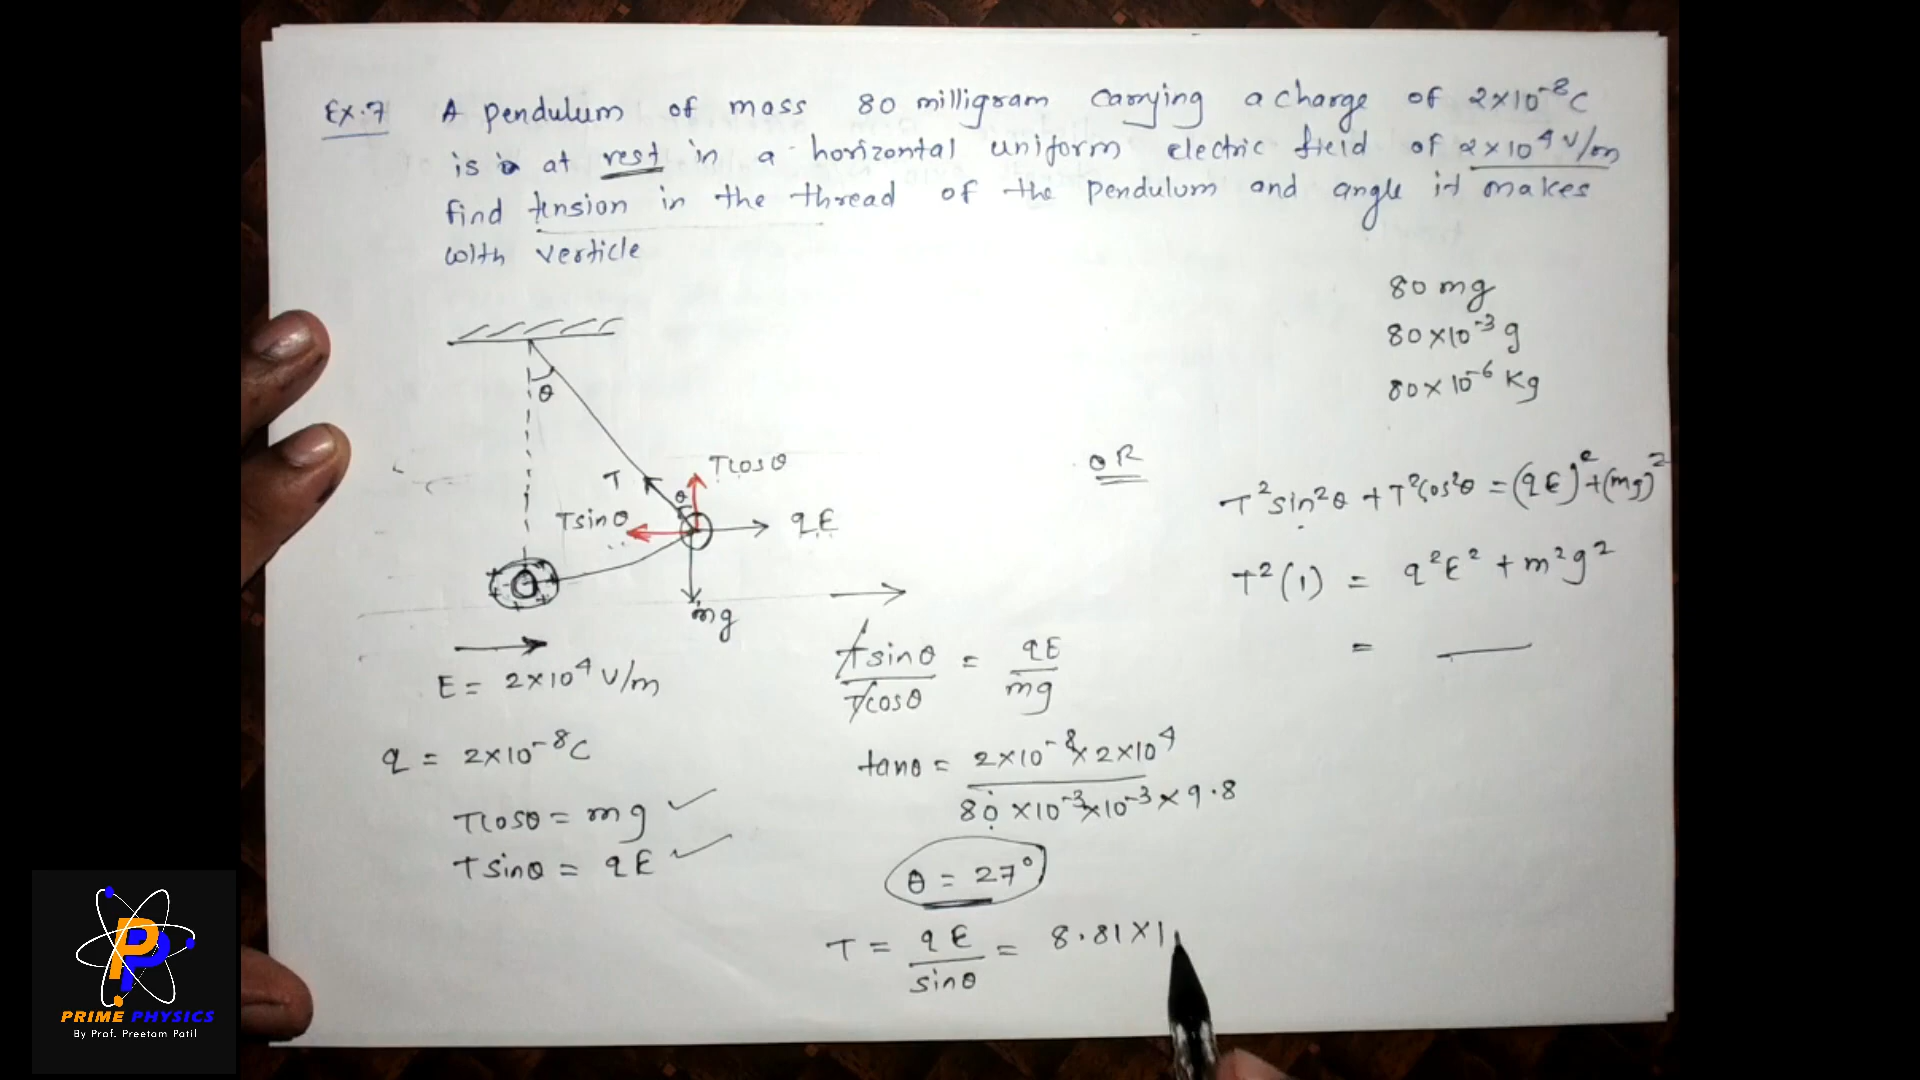 Ex.7 A pendulum of mass 80 milligram carrying a charge of 2×10⁻⁸C
is at rest in a horizontal uniform electric field of 2×10⁴ V/m
find tension in the thread of the pendulum and angle it makes
with verticle
80 mg
80×10⁻³ g
80×10⁻⁶ Kg
θ
T
θ
Tcosθ
Tsinθ
qE
mg
E = 2×10⁴ V/m
q = 2×10⁻⁸C
Tcosθ = mg
Tsinθ = qE
Tsinθ / Tcosθ = qE / mg
tanθ = 2×10⁻⁸×2×10⁴ / 80×10⁻³×10⁻³×9.8
θ = 27°
T = qE / sinθ = 8.81×1
OR
T²sin²θ + T²cos²θ = (qE)² + (mg)²
T²(1) = q²E² + m²g²
=
PRIME PHYSICS
By Prof. Preetam Patil